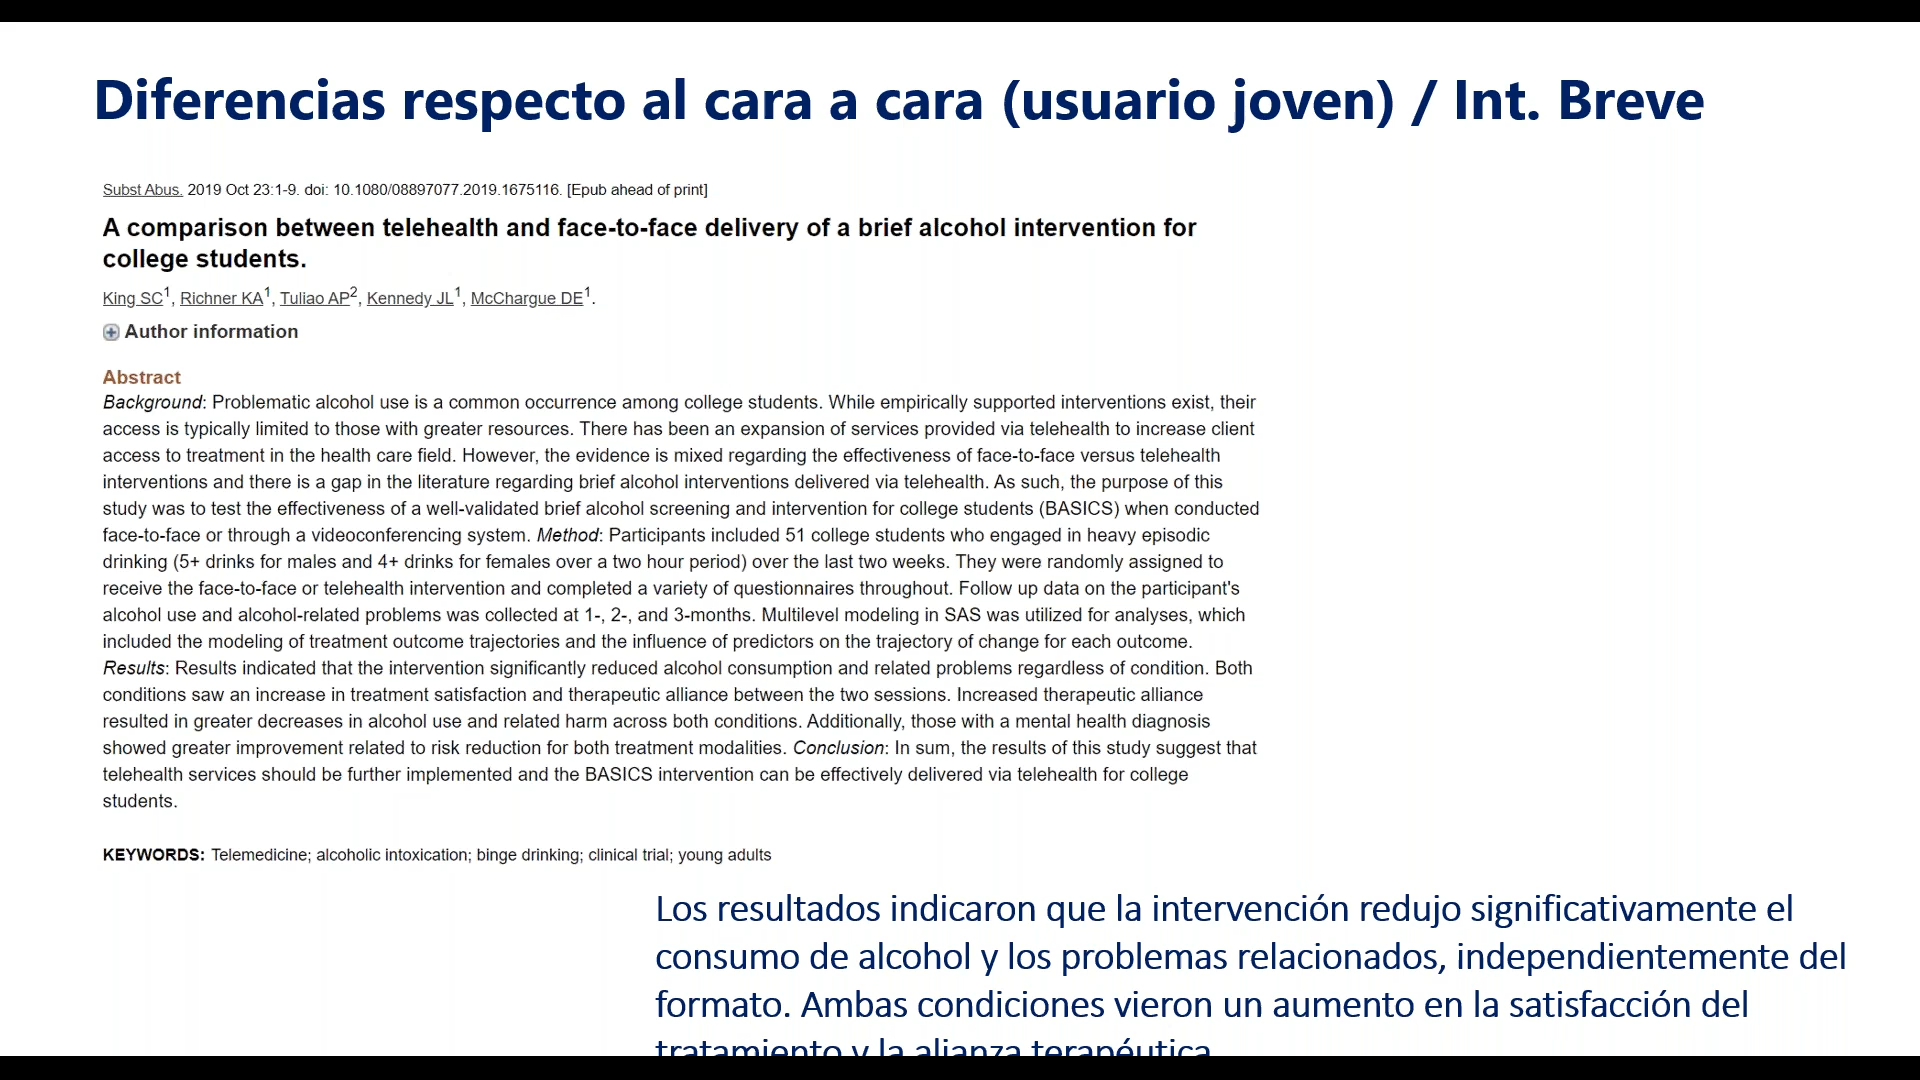 Diferencias respecto al cara a cara (usuario joven) / Int. Breve
Subst Abus. 2019 Oct 23:1-9. doi: 10.1080/08897077.2019.1675116. [Epub ahead of print]
A comparison between telehealth and face-to-face delivery of a brief alcohol intervention for
college students.
King SC1, Richner KA1, Tuliao AP2, Kennedy JL1, McChargue DE1.
Author information
Abstract
Background: Problematic alcohol use is a common occurrence among college students. While empirically supported interventions exist, their
access is typically limited to those with greater resources. There has been an expansion of services provided via telehealth to increase client
access to treatment in the health care field. However, the evidence is mixed regarding the effectiveness of face-to-face versus telehealth
interventions and there is a gap in the literature regarding brief alcohol interventions delivered via telehealth. As such, the purpose of this
study was to test the effectiveness of a well-validated brief alcohol screening and intervention for college students (BASICS) when conducted
face-to-face or through a videoconferencing system. Method: Participants included 51 college students who engaged in heavy episodic
drinking (5+ drinks for males and 4+ drinks for females over a two hour period) over the last two weeks. They were randomly assigned to
receive the face-to-face or telehealth intervention and completed a variety of questionnaires throughout. Follow up data on the participant's
alcohol use and alcohol-related problems was collected at 1-, 2-, and 3-months. Multilevel modeling in SAS was utilized for analyses, which
included the modeling of treatment outcome trajectories and the influence of predictors on the trajectory of change for each outcome.
Results: Results indicated that the intervention significantly reduced alcohol consumption and related problems regardless of condition. Both
conditions saw an increase in treatment satisfaction and therapeutic alliance between the two sessions. Increased therapeutic alliance
resulted in greater decreases in alcohol use and related harm across both conditions. Additionally, those with a mental health diagnosis
showed greater improvement related to risk reduction for both treatment modalities. Conclusion: In sum, the results of this study suggest that
telehealth services should be further implemented and the BASICS intervention can be effectively delivered via telehealth for college
students.
KEYWORDS: Telemedicine; alcoholic intoxication; binge drinking; clinical trial; young adults
Los resultados indicaron que la intervención redujo significativamente el
consumo de alcohol y los problemas relacionados, independientemente del
formato. Ambas condiciones vieron un aumento en la satisfacción del
tratamiento y la alianza terapéutica